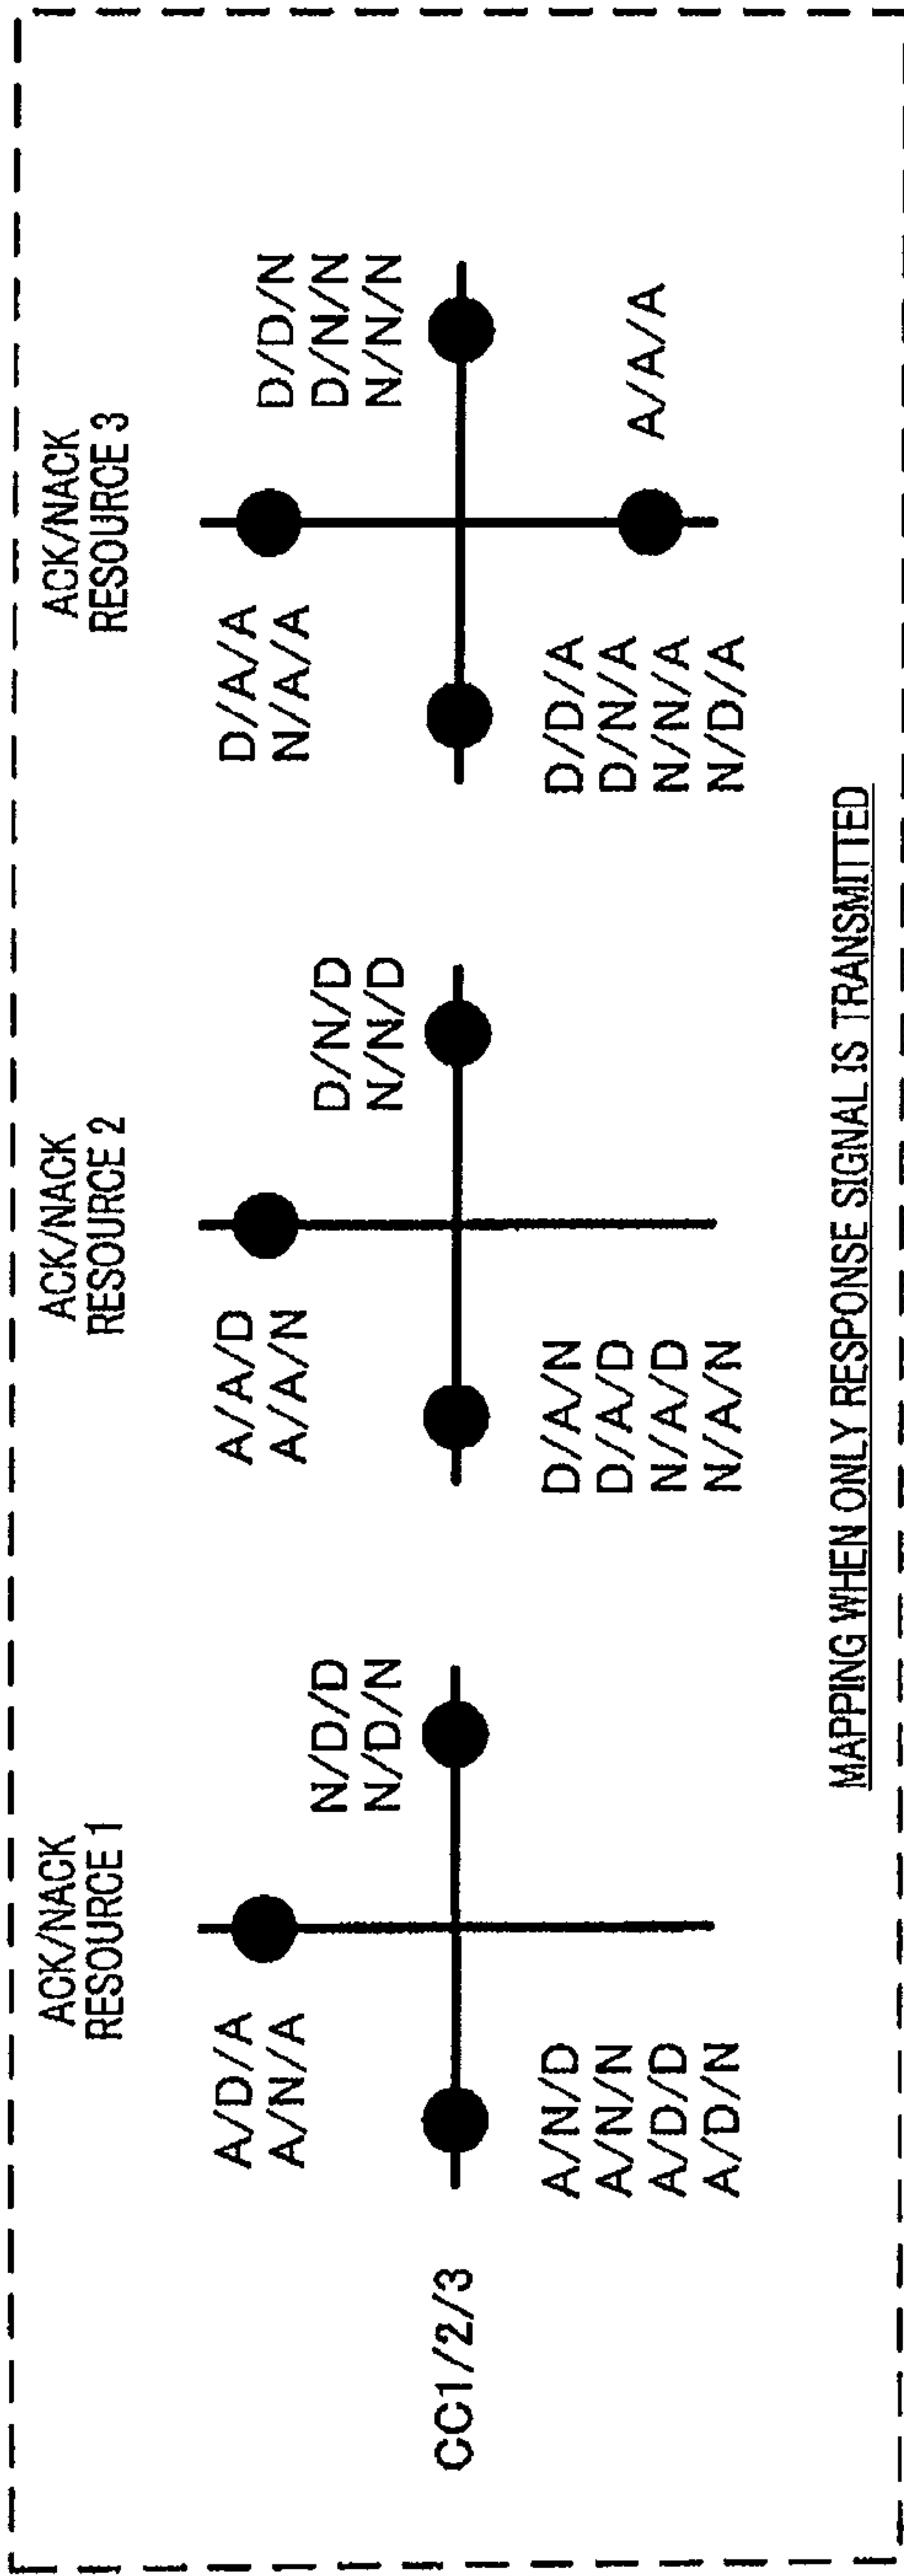 CC1/2/3
ACK/NACK
RESOURCE 1
A/D/A
A/N/A
N/D/D
N/D/N
A/N/D
A/N/N
A/D/D
A/D/N
ACK/NACK
RESOURCE 2
A/A/D
A/A/N
D/N/D
N/N/D
D/A/N
D/A/D
N/A/D
N/A/N
ACK/NACK
RESOURCE 3
D/A/A
N/A/A
D/D/N
D/N/N
N/N/N
D/D/A
D/N/A
N/N/A
N/D/A
A/A/A
MAPPING WHEN ONLY RESPONSE SIGNAL IS TRANSMITTED